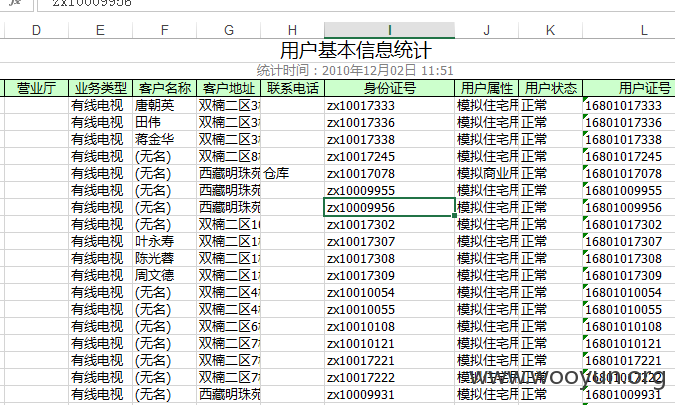 zx10009956
D E F G H I J K L
用户基本信息统计
统计时间：2010年12月02日 11:51
营业厅 业务类型 客户名称 客户地址 联系电话 身份证号 用户属性 用户状态 用户证号
有线电视 唐朝英 双楠二区3 zx10017333 模拟住宅用 正常 16801017333
有线电视 田伟 双楠二区3 zx10017336 模拟住宅用 正常 16801017336
有线电视 蒋金华 双楠二区3 zx10017338 模拟住宅用 正常 16801017338
有线电视 (无名) 双楠二区8 zx10017245 模拟住宅用 正常 16801017245
有线电视 (无名) 西藏明珠苑 仓库 zx10017078 模拟商业用 正常 16801017078
有线电视 (无名) 西藏明珠苑 zx10009955 模拟住宅用 正常 16801009955
有线电视 (无名) 西藏明珠苑 zx10009956 模拟住宅用 正常 16801009956
有线电视 (无名) 双楠二区10 zx10017302 模拟住宅用 正常 16801017302
有线电视 叶永寿 双楠二区1 zx10017307 模拟住宅用 正常 16801017307
有线电视 陈光蓉 双楠二区1 zx10017308 模拟住宅用 正常 16801017308
有线电视 周文德 双楠二区1 zx10017309 模拟住宅用 正常 16801017309
有线电视 (无名) 双楠二区4 zx10010054 模拟住宅用 正常 16801010054
有线电视 (无名) 双楠二区4 zx10010055 模拟住宅用 正常 16801010055
有线电视 (无名) 双楠二区6 zx10010108 模拟住宅用 正常 16801010108
有线电视 (无名) 双楠二区7 zx10010121 模拟住宅用 正常 16801010121
有线电视 (无名) 双楠二区7 zx10017221 模拟住宅用 正常 16801017221
有线电视 (无名) 双楠二区7 zx10017222 模拟住宅用 正常 16801017222
有线电视 (无名) 西藏明珠苑 zx10009931 模拟住宅用 正常 16801009931
www.wooyun.org